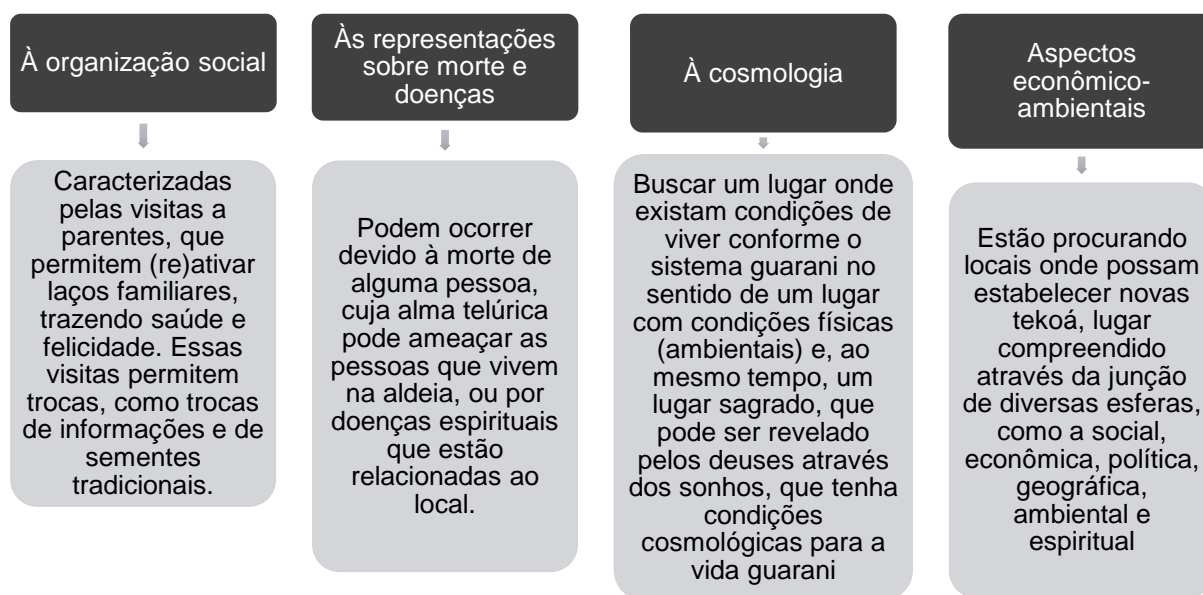 À organização social
Caracterizadas
pelas visitas a
parentes, que
permitem (re)ativar
laços familiares,
trazendo saúde e
felicidade. Essas
visitas permitem
trocas, como trocas
de informações e de
sementes
tradicionais.
Às representações
sobre morte e
doenças
Podem ocorrer
devido à morte de
alguma pessoa,
cuja alma telúrica
pode ameaçar as
pessoas que vivem
na aldeia, ou por
doenças espirituais
que estão
relacionadas ao
local.
À cosmologia
Buscar um lugar onde
existam condições de
viver conforme o
sistema guarani no
sentido de um lugar
com condições físicas
(ambientais) e, ao
mesmo tempo, um
lugar sagrado, que
pode ser revelado
pelos deuses através
dos sonhos, que tenha
condições
cosmológicas para a
vida guarani
Aspectos
econômico-
ambientais
Estão procurando
locais onde possam
estabelecer novas
tekoá, lugar
compreendido
através da junção
de diversas esferas,
como a social,
econômica, política,
geográfica,
ambiental e
espiritual